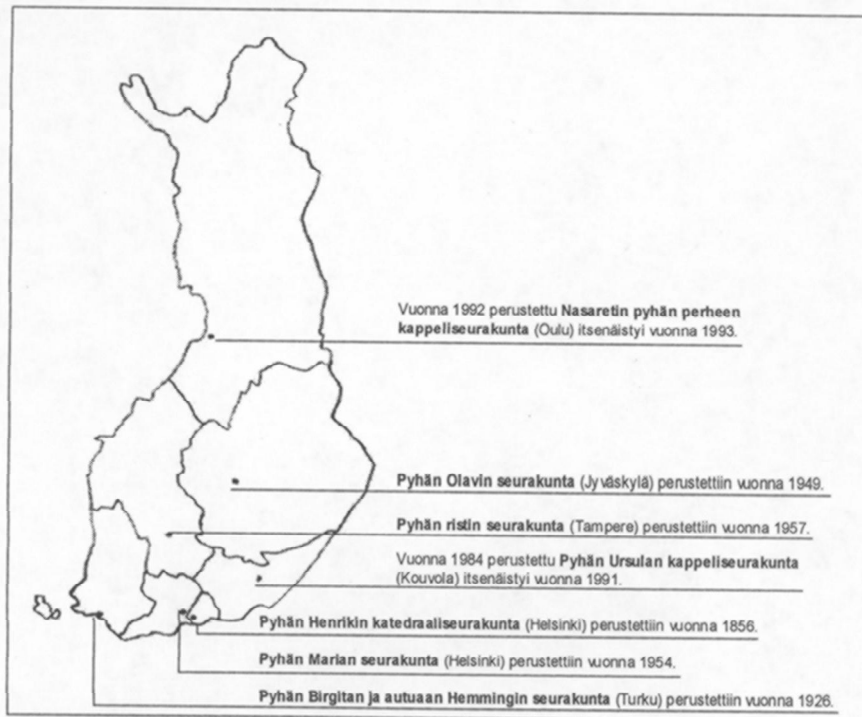 Vuonna 1992 perustettu Nasaretin pyhän perheen
kappeliseurakunta (Oulu) itsenäistyi vuonna 1993.
Pyhän Olavin seurakunta (Jyväskylä) perustettiin vuonna 1949.
Pyhän ristin seurakunta (Tampere) perustettiin vuonna 1957.
Vuonna 1984 perustettu Pyhän Ursulan kappeliseurakunta
(Kouvola) itsenäistyi vuonna 1991.
Pyhän Henrikin katedraaliseurakunta (Helsinki) perustettiin vuonna 1856.
Pyhän Marian seurakunta (Helsinki) perustettiin vuonna 1954.
Pyhän Birgitan ja autuaan Hemmingin seurakunta (Turku) perustettiin vuonna 1926.